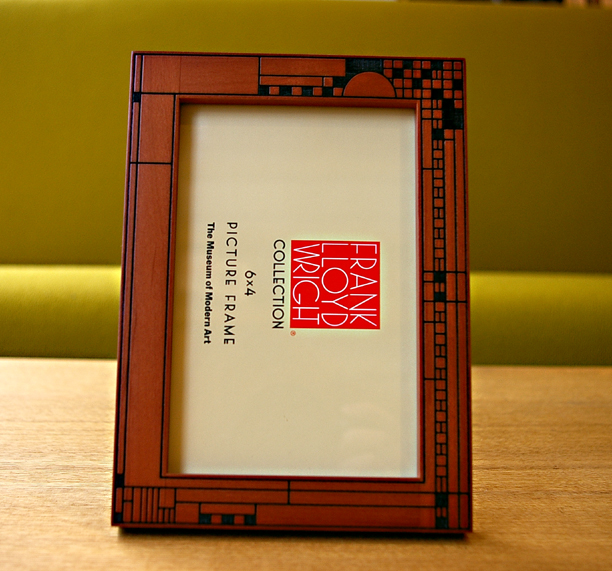 FRANK
LLOYD
WRIGHT
®
COLLECTION
6x4
PICTURE FRAME
The Museum of Modern Art